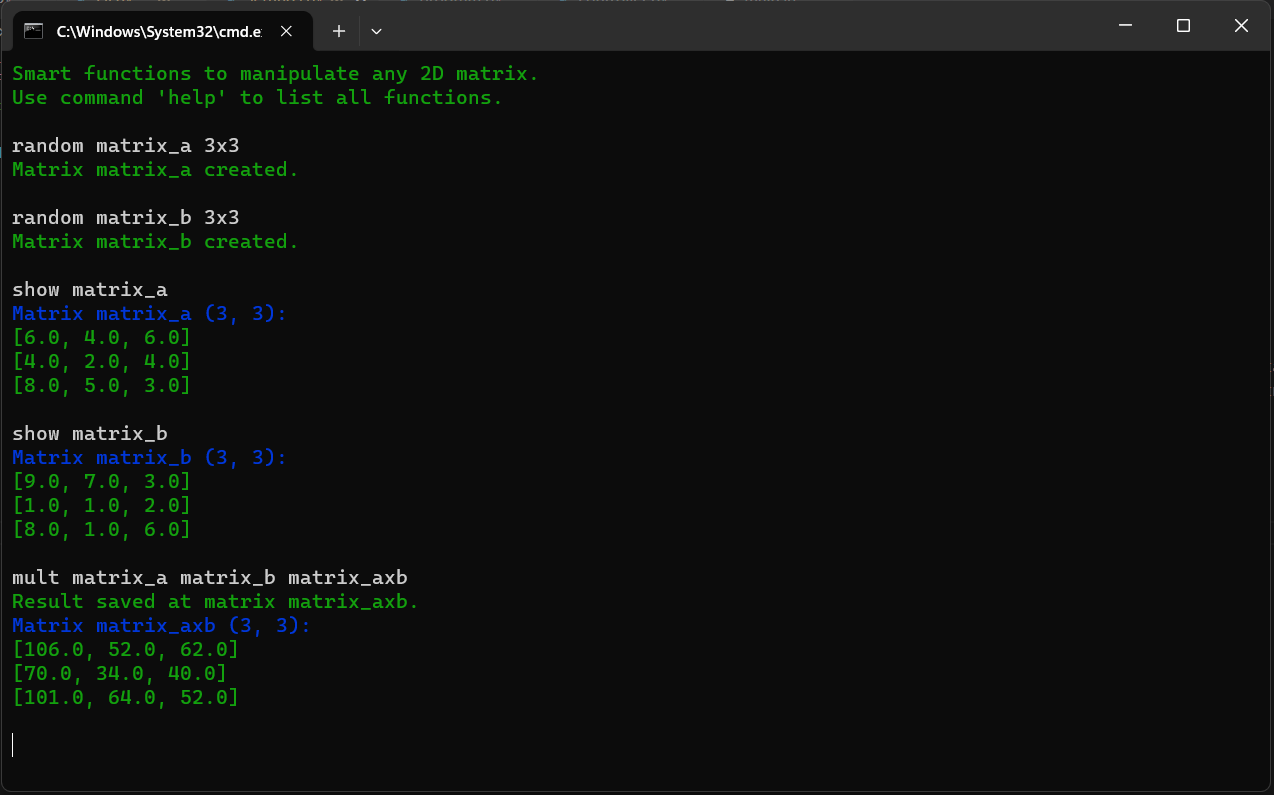 C:\Windows\System32\cmd.e
Smart functions to manipulate any 2D matrix.
Use command 'help' to list all functions.
random matrix_a 3x3
Matrix matrix_a created.
random matrix_b 3x3
Matrix matrix_b created.
show matrix_a
Matrix matrix_a (3, 3):
[6.0, 4.0, 6.0]
[4.0, 2.0, 4.0]
[8.0, 5.0, 3.0]
show matrix_b
Matrix matrix_b (3, 3):
[9.0, 7.0, 3.0]
[1.0, 1.0, 2.0]
[8.0, 1.0, 6.0]
mult matrix_a matrix_b matrix_axb
Result saved at matrix matrix_axb.
Matrix matrix_axb (3, 3):
[106.0, 52.0, 62.0]
[70.0, 34.0, 40.0]
[101.0, 64.0, 52.0]